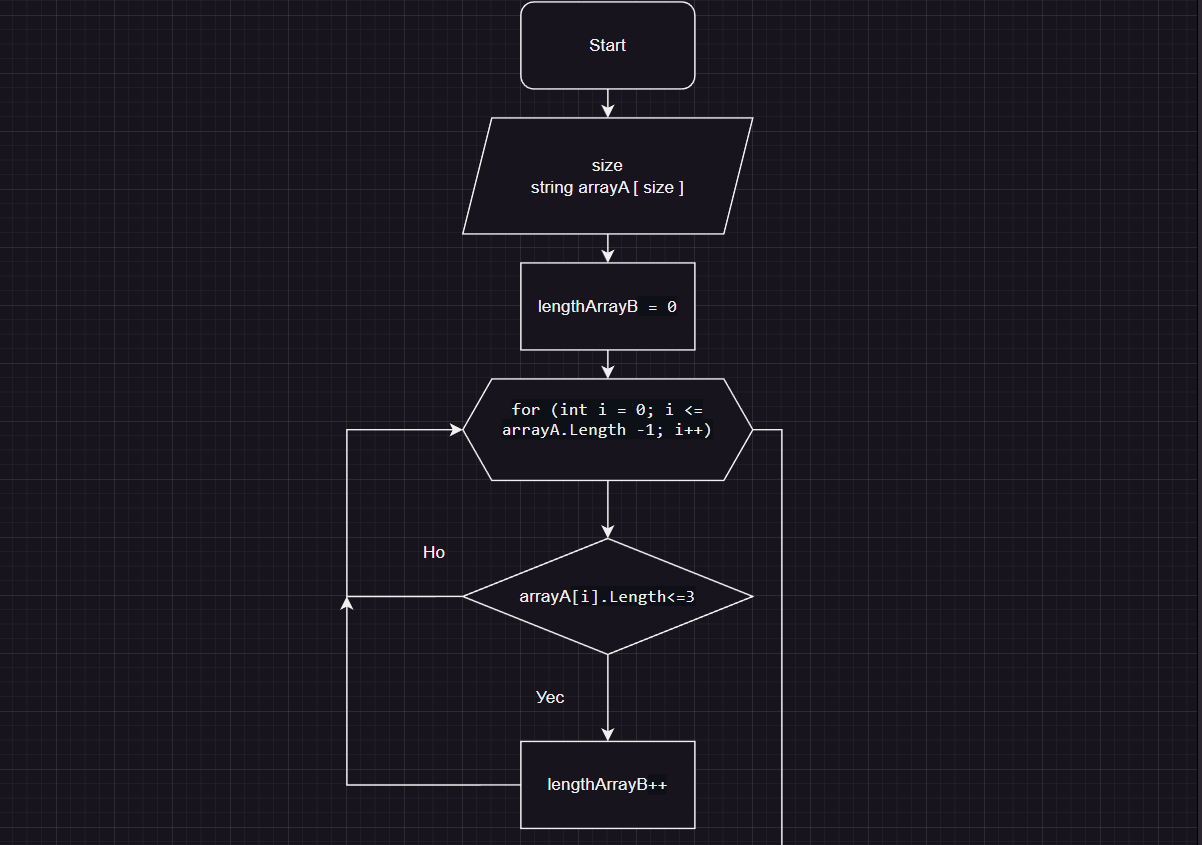 Start
size
string arrayA [ size ]
lengthArrayB = 0
for (int i = 0; i <=
arrayA.Length -1; i++)
Но
arrayA[i].Length<=3
Уес
lengthArrayB++